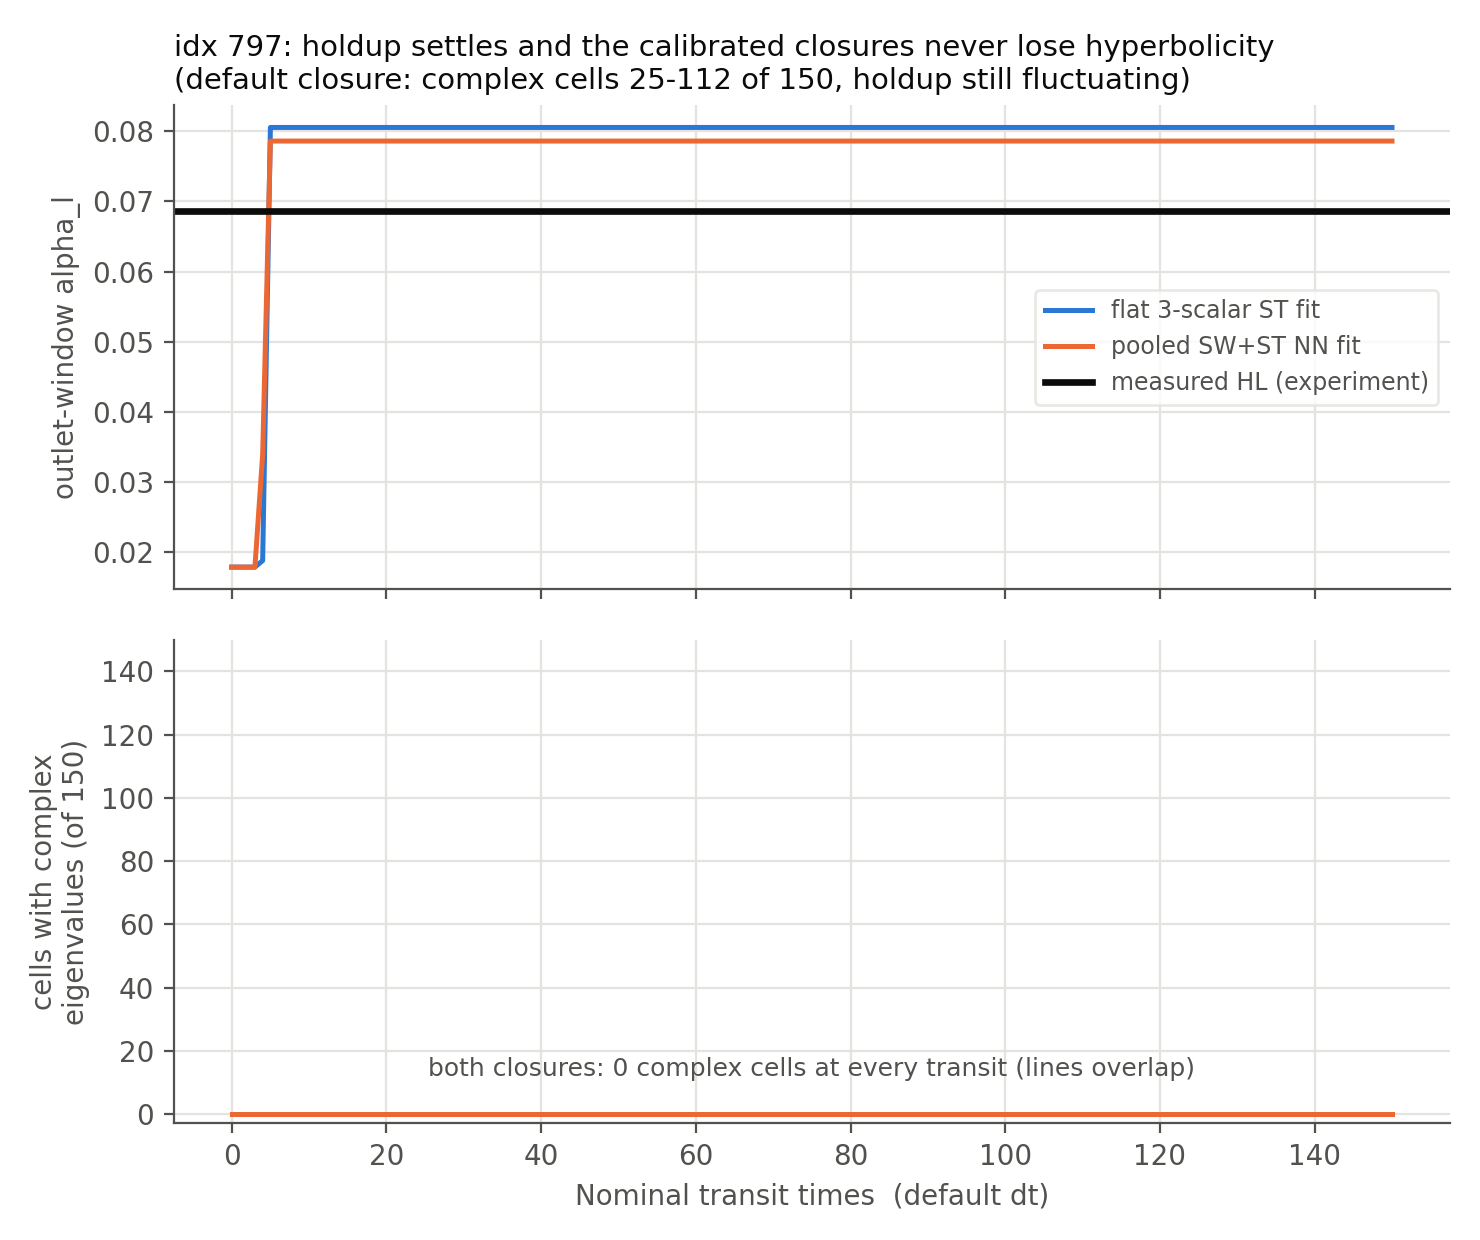 idx 797: holdup settles and the calibrated closures never lose hyperbolicity
(default closure: complex cells 25-112 of 150, holdup still fluctuating)
outlet-window alpha_l
0.08
0.07
0.06
0.05
0.04
0.03
0.02
flat 3-scalar ST fit
pooled SW+ST NN fit
measured HL (experiment)
cells with complex
eigenvalues (of 150)
140
120
100
80
60
40
20
0
both closures: 0 complex cells at every transit (lines overlap)
0 20 40 60 80 100 120 140
Nominal transit times (default dt)